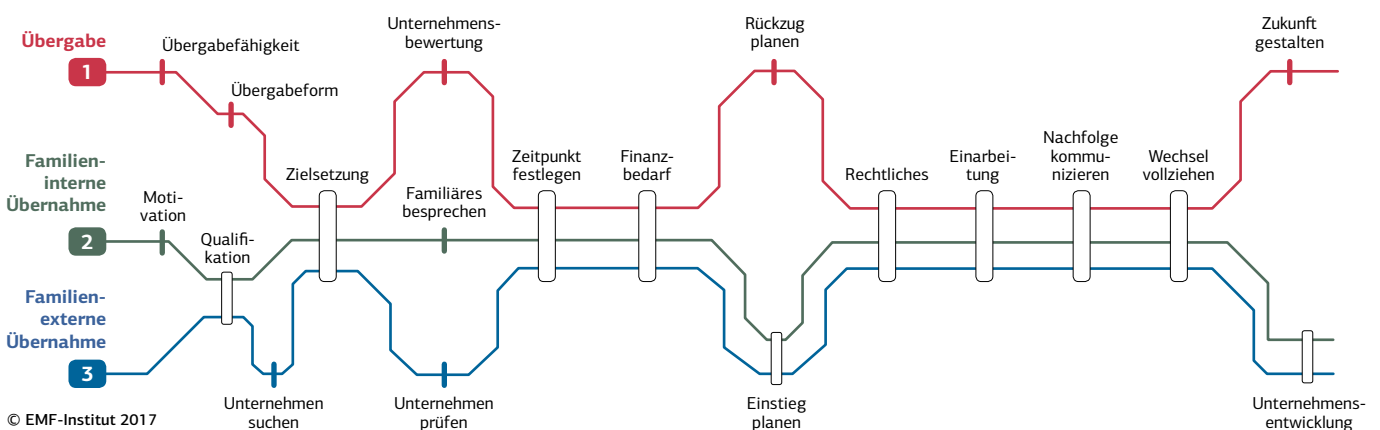 Übergabe
1
Übergabefähigkeit
Übergabeform
Unternehmens-
bewertung
Rückzug
planen
Zukunft
gestalten
Familien-
interne
Übernahme
2
Moti-
vation
Qualifi-
kation
Zielsetzung
Familiäres
besprechen
Zeitpunkt
festlegen
Finanz-
bedarf
Rechtliches
Einarbei-
tung
Nachfolge
kommu-
nizieren
Wechsel
vollziehen
Familien-
externe
Übernahme
3
Unternehmen
suchen
Unternehmen
prüfen
Einstieg
planen
Unternehmens-
entwicklung
© EMF-Institut 2017